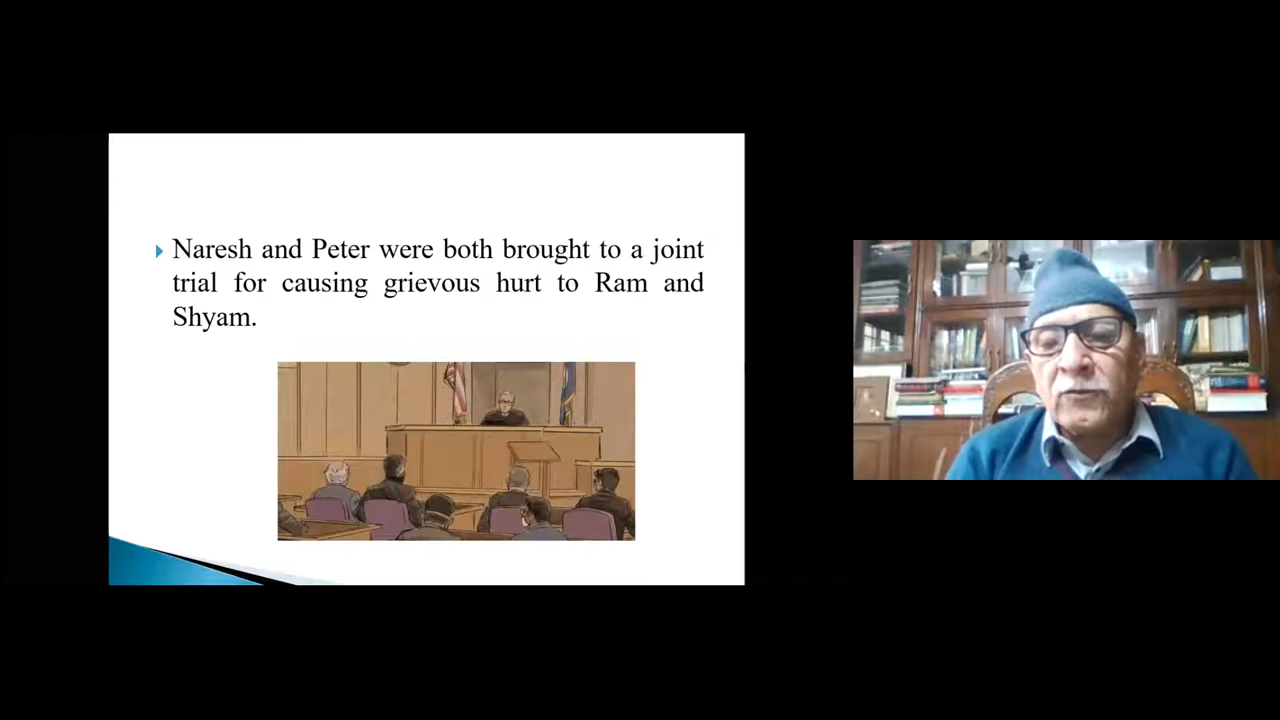 Naresh and Peter were both brought to a joint
trial for causing grievous hurt to Ram and
Shyam.